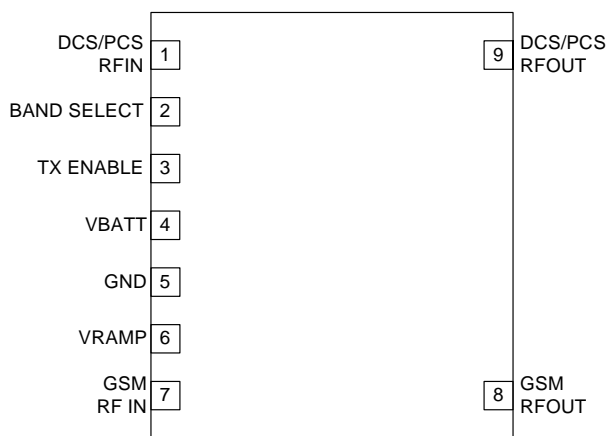 DCS/PCS
RFIN
1
BAND SELECT 2
TX ENABLE 3
VBATT 4
GND 5
VRAMP 6
GSM
RF IN
7
9
DCS/PCS
RFOUT
8
GSM
RFOUT